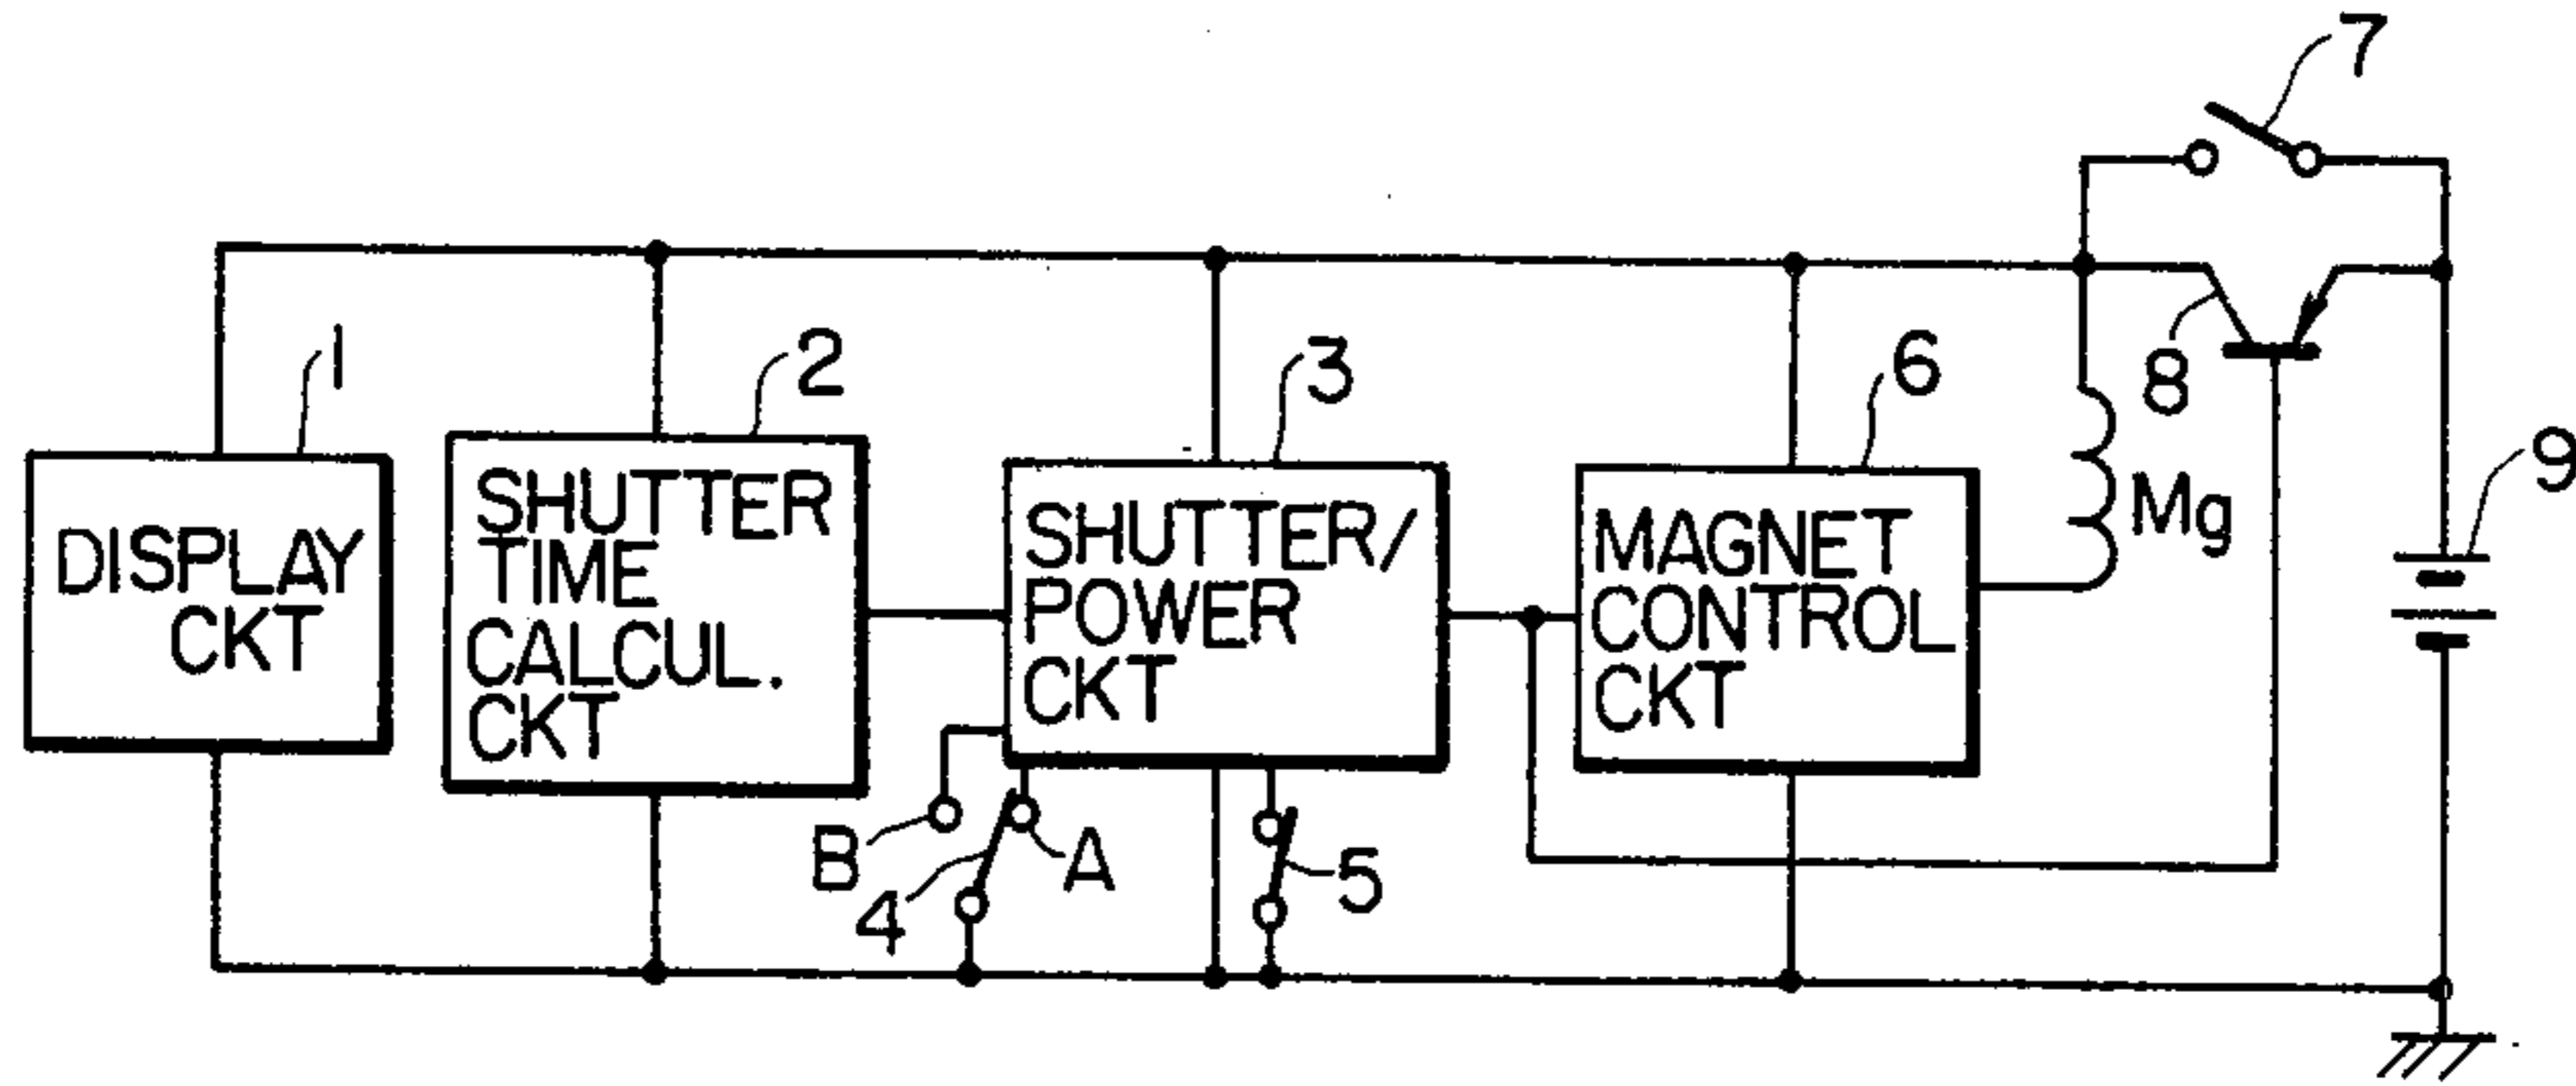 7
1
2
3
6
8
9
DISPLAY
CKT
SHUTTER
TIME
CALCUL.
CKT
SHUTTER/
POWER
CKT
MAGNET
CONTROL
CKT
Mg
B
4
A
5